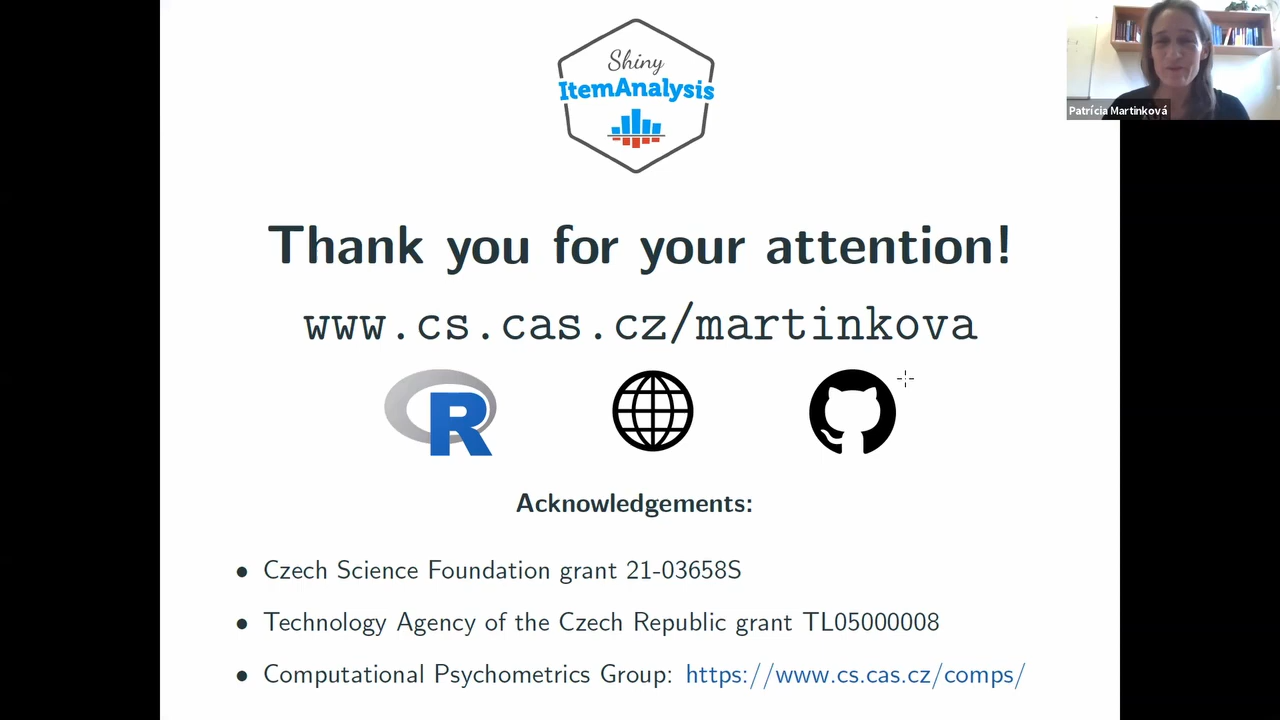 Shiny
ItemAnalysis
Patrícia Martinková
Thank you for your attention!
www.cs.cas.cz/martinkova
R
Acknowledgements:
• Czech Science Foundation grant 21-03658S
• Technology Agency of the Czech Republic grant TL05000008
• Computational Psychometrics Group: https://www.cs.cas.cz/comps/